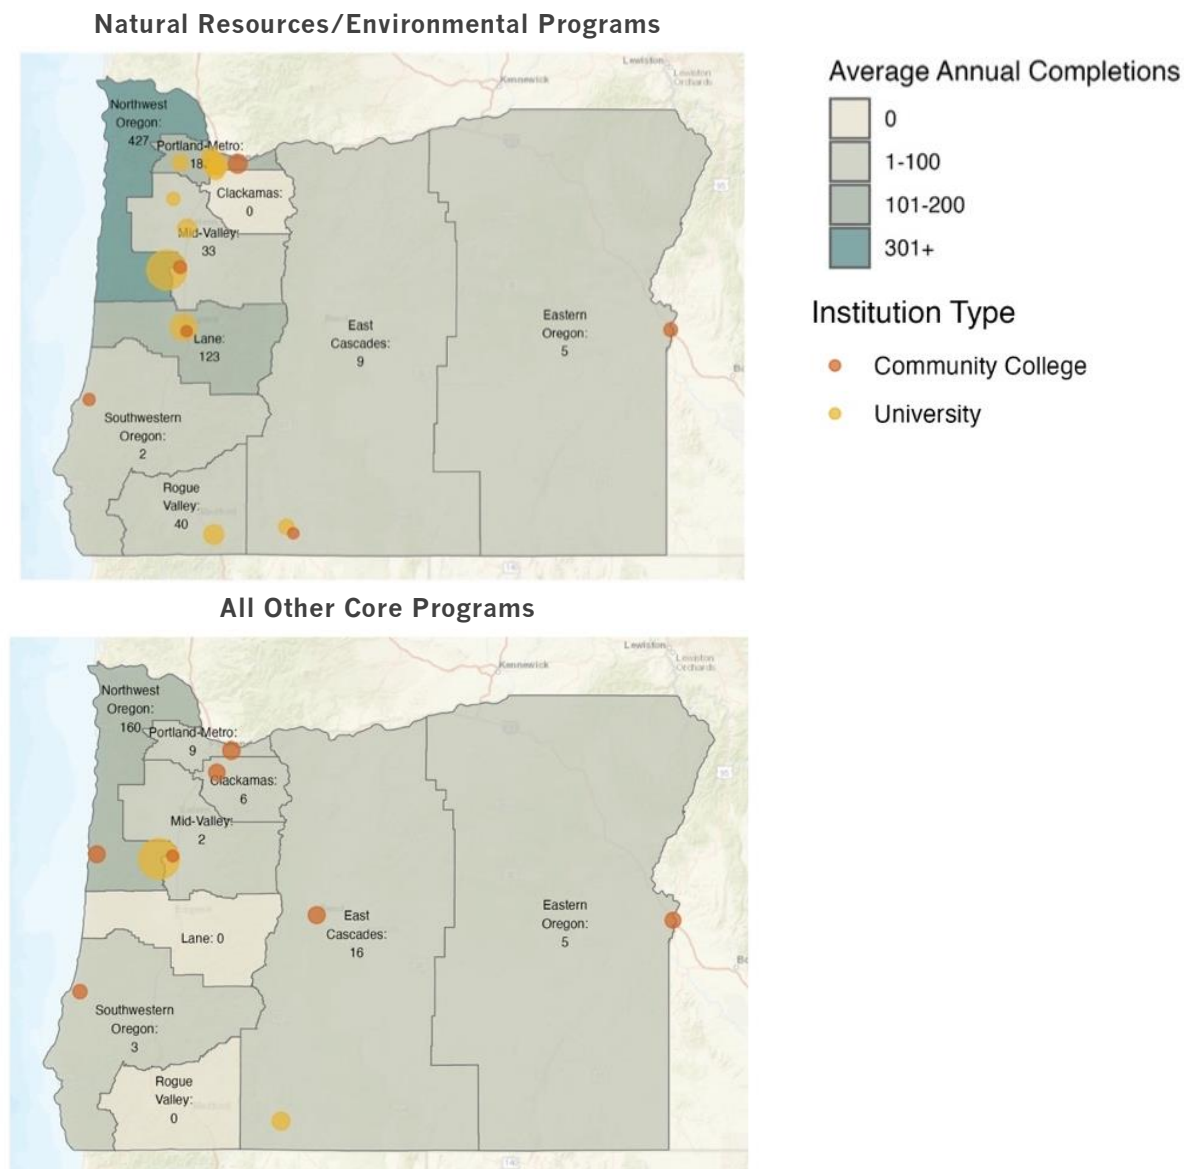 Natural Resources/Environmental Programs
Lewiston
Lewiston
Orchards
Kennewick
Northwest
Oregon:
427
Portland-Metro:
18
Clackamas:
0
Mid-Valley:
33
Lane:
123
East
Cascades:
9
Eastern
Oregon:
5
Southwestern
Oregon:
2
Rogue
Valley:
40
Medford
Average Annual Completions
0
1-100
101-200
301+
Institution Type
Community College
University
All Other Core Programs
Lewiston
Lewiston
Orchards
Kennewick
Northwest
Oregon:
160
Portland-Metro:
9
Clackamas:
6
Mid-Valley:
2
Lane: 0
East
Cascades:
16
Eastern
Oregon:
5
Southwestern
Oregon:
3
Rogue
Valley:
0
Medford